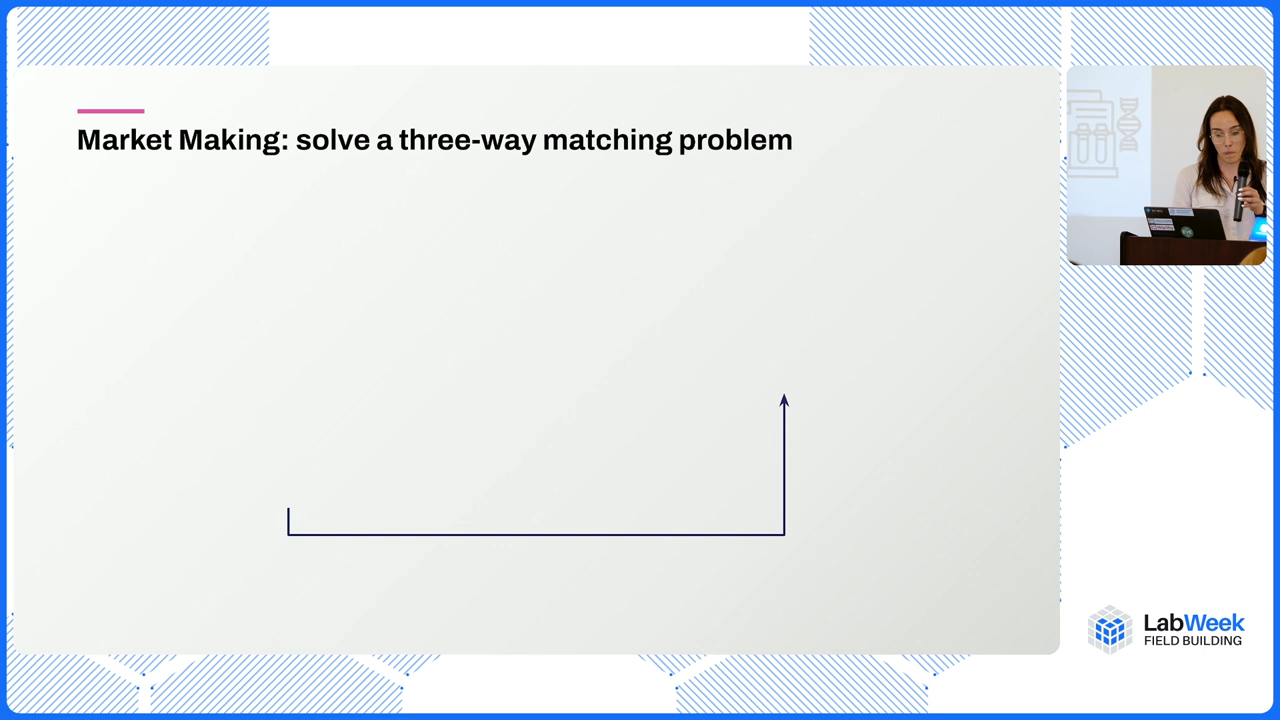 Market Making: solve a three-way matching problem
LabWeek
FIELD BUILDING